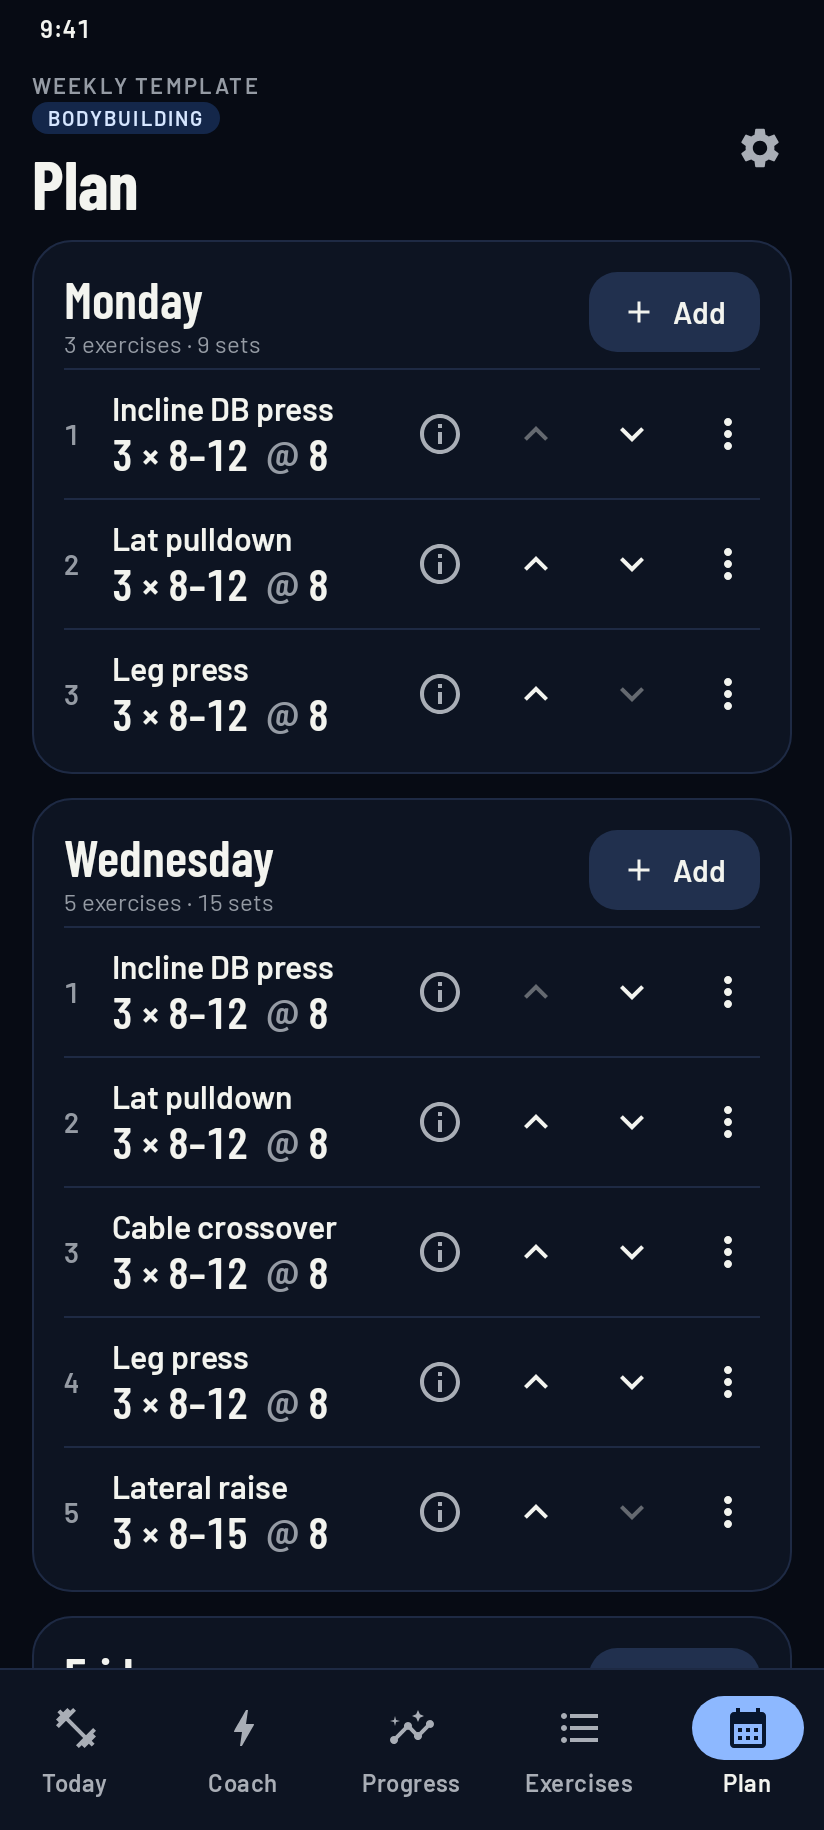 9:41
WEEKLY TEMPLATE
BODYBUILDING
Plan
Monday
3 exercises · 9 sets
+ Add
1
Incline DB press
3 × 8–12 @ 8
2
Lat pulldown
3 × 8–12 @ 8
3
Leg press
3 × 8–12 @ 8
Wednesday
5 exercises · 15 sets
+ Add
1
Incline DB press
3 × 8–12 @ 8
2
Lat pulldown
3 × 8–12 @ 8
3
Cable crossover
3 × 8–12 @ 8
4
Leg press
3 × 8–12 @ 8
5
Lateral raise
3 × 8–15 @ 8
Today
Coach
Progress
Exercises
Plan